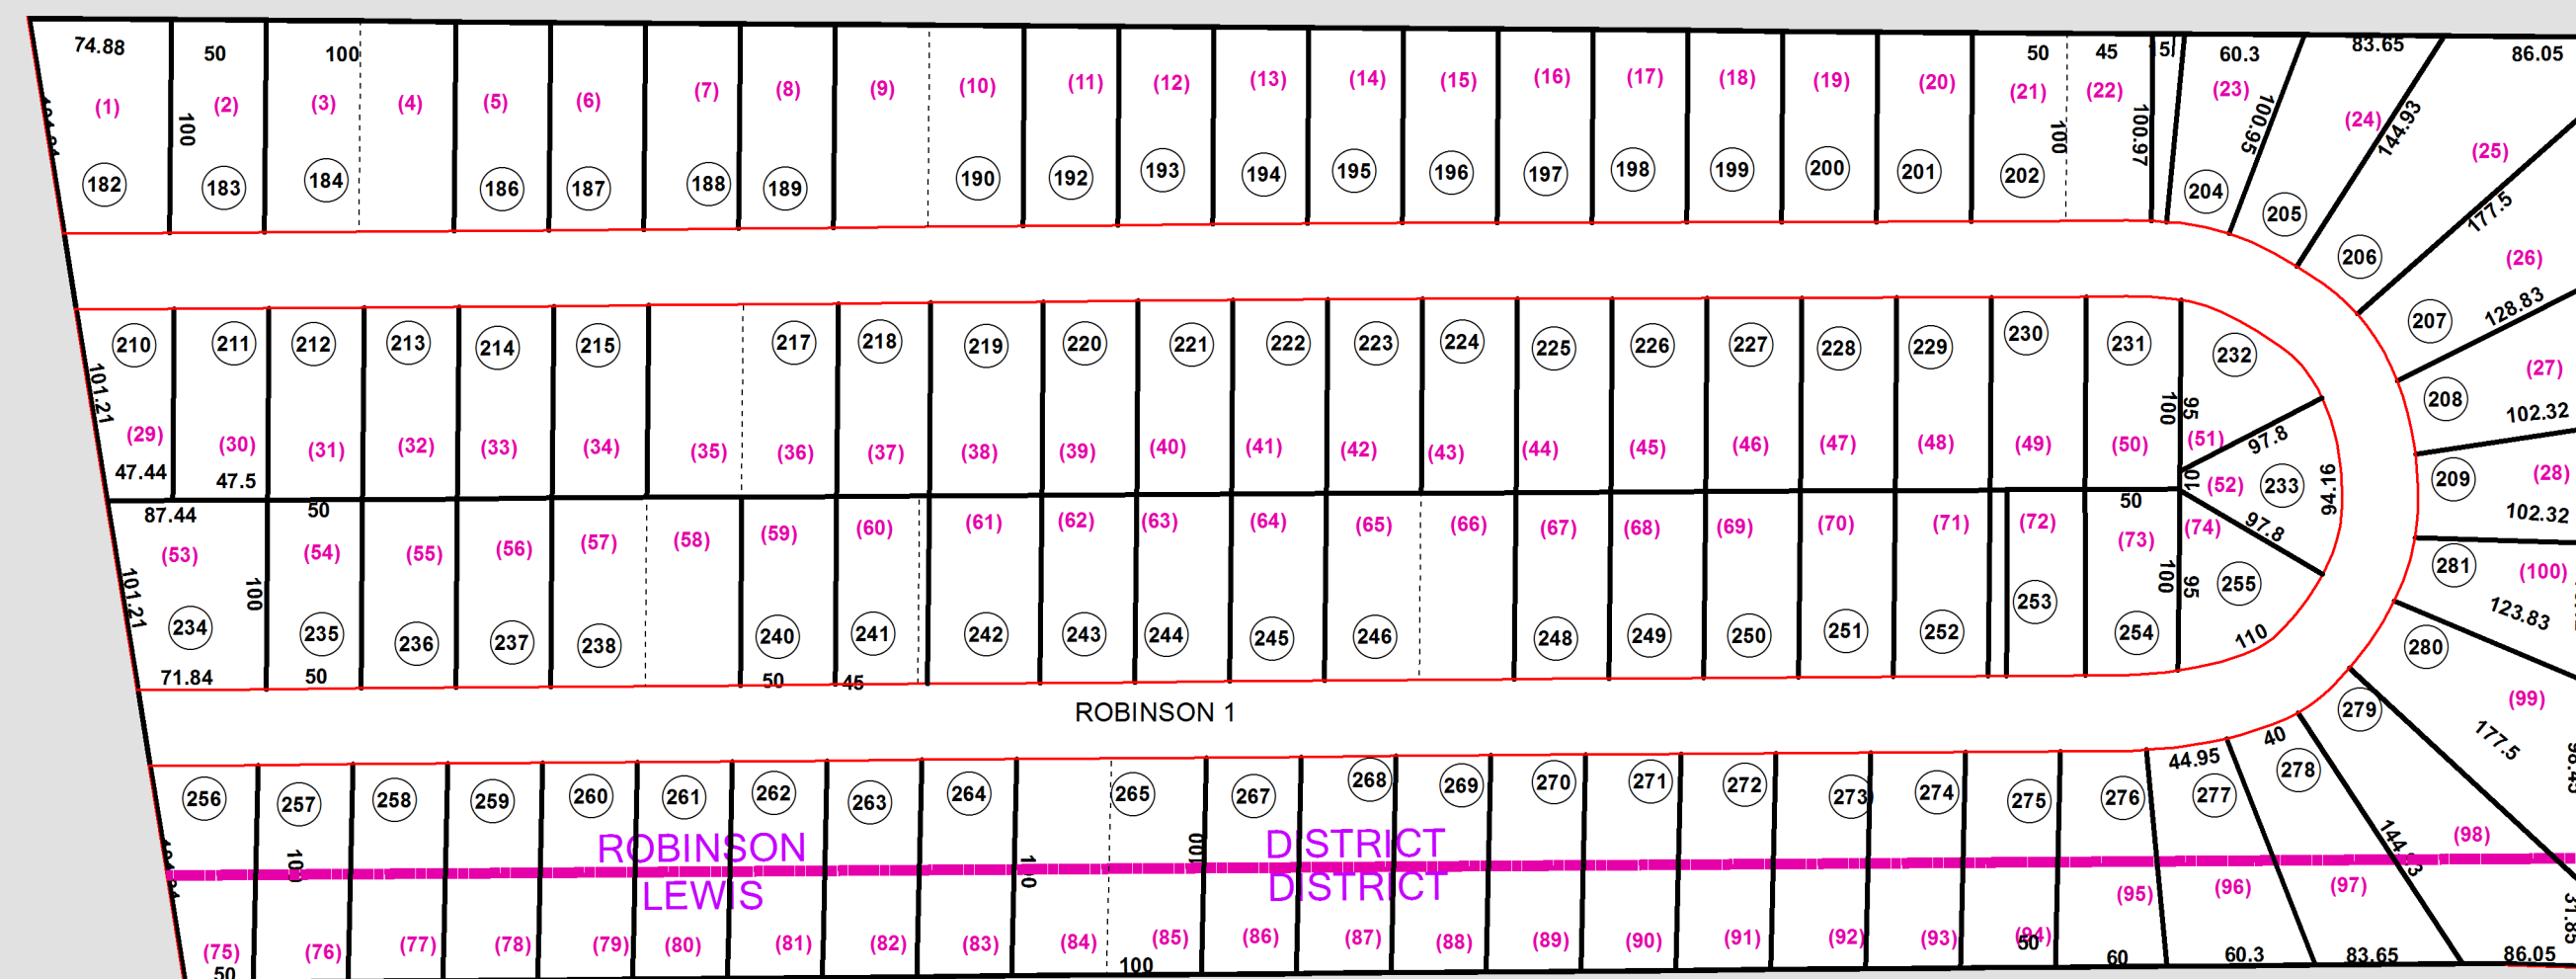 74.88 50 100 50 45 5 60.3 83.65 86.05
(1) (2) (3) (4) (5) (6) (7) (8) (9) (10) (11) (12) (13) (14) (15) (16) (17) (18) (19) (20) (21) (22) (23) (24) (25)
100 100 100.97 100.95 144.93 177.5
182 183 184 186 187 188 189 190 192 193 194 195 196 197 198 199 200 201 202 204 205 206
(26)
128.83
207
210 211 212 213 214 215 217 218 219 220 221 222 223 224 225 226 227 228 229 230 231 232
(27)
208
101.21 100 95 97.8 102.32
(29) (30) (31) (32) (33) (34) (35) (36) (37) (38) (39) (40) (41) (42) (43) (44) (45) (46) (47) (48) (49) (50) (51)
47.44 47.5 10 (52) 233 94.16 209 (28)
87.44 50 50 97.8 102.32
(53) (54) (55) (56) (57) (58) (59) (60) (61) (62) (63) (64) (65) (66) (67) (68) (69) (70) (71) (72) (73) (74)
281 (100)
101.21 100 100 95 255 123.83
234 235 236 237 238 240 241 242 243 244 245 246 248 249 250 251 252 253 254 110 280
71.84 50 50 45
(99)
ROBINSON 1
279
44.95 40 177.5 98.45
256 257 258 259 260 261 262 263 264 265 267 268 269 270 271 272 273 274 275 276 277 278
(98)
ROBINSON DISTRICT
100 100 100
LEWIS DISTRICT
(95) (96) (97) 31.85
(75) (76) (77) (78) (79) (80) (81) (82) (83) (84) (85) (86) (87) (88) (89) (90) (91) (92) (93) (94)
50 100 50 60 60.3 83.65 86.05